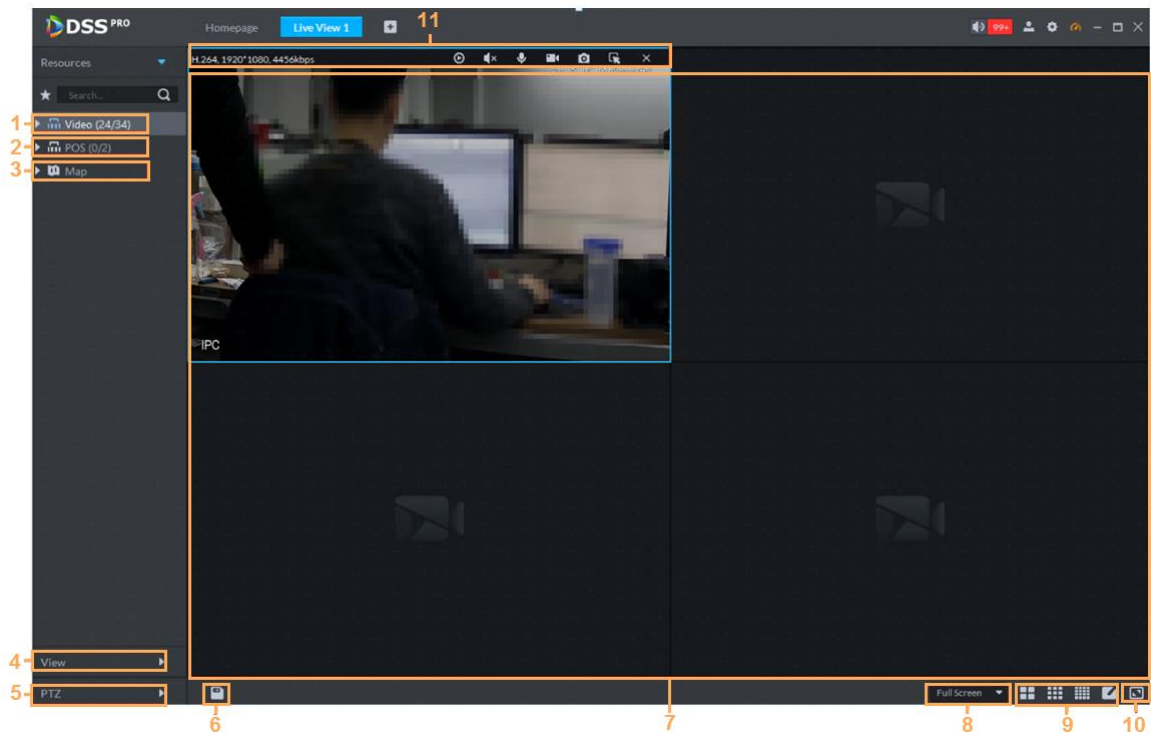 DSS PRO
Homepage
Live View 1
11
99+
Resources
H.264, 1920*1080, 4456kbps
Search...
1
Video (24/34)
2
POS (0/2)
3
Map
IPC
4
View
5
PTZ
Full Screen
6
7
8
9
10